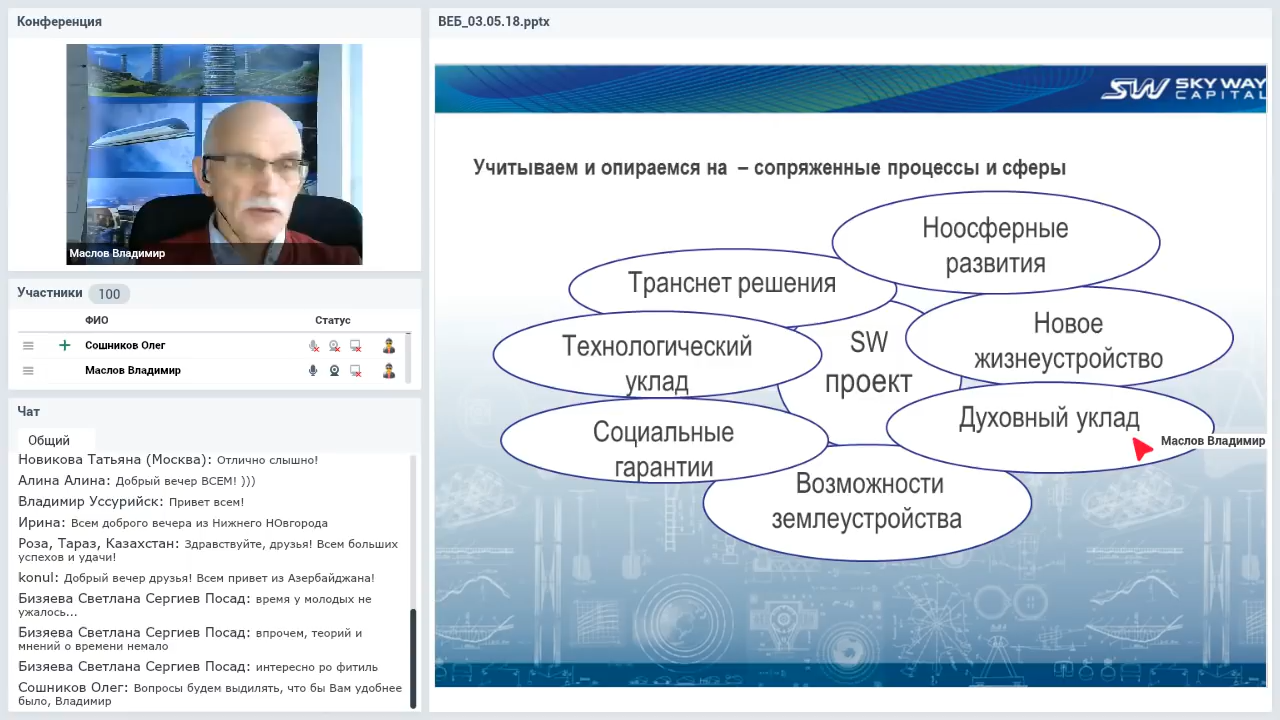 Конференция
Маслов Владимир
Участники 100
ФИО Статус
Сошников Олег
Маслов Владимир
Чат
Общий
Новикова Татьяна (Москва): Отлично слышно!
Алина Алина: Добрый вечер ВСЕМ! )))
Владимир Уссурийск: Привет всем!
Ирина: Всем доброго вечера из Нижнего НОвгорода
Роза, Тараз, Казахстан: Здравствуйте, друзья! Всем больших
успехов и удачи!
konul: Добрый вечер друзья! Всем привет из Азербайджана!
Бизяева Светлана Сергиев Посад: время у молодых не
ужалось...
Бизяева Светлана Сергиев Посад: впрочем, теорий и
мнений о времени немало
Бизяева Светлана Сергиев Посад: интересно ро фитиль
Сошников Олег: Вопросы будем выдилять, что бы Вам удобнее
было, Владимир
ВЕБ_03.05.18.pptx
SW SKY WAY
CAPITAL
Учитываем и опираемся на – сопряженные процессы и сферы
Ноосферные
развития
Транснет решения
Новое
жизнеустройство
Технологический
уклад
SW
проект
Духовный уклад
Маслов Владимир
Социальные
гарантии
Возможности
землеустройства